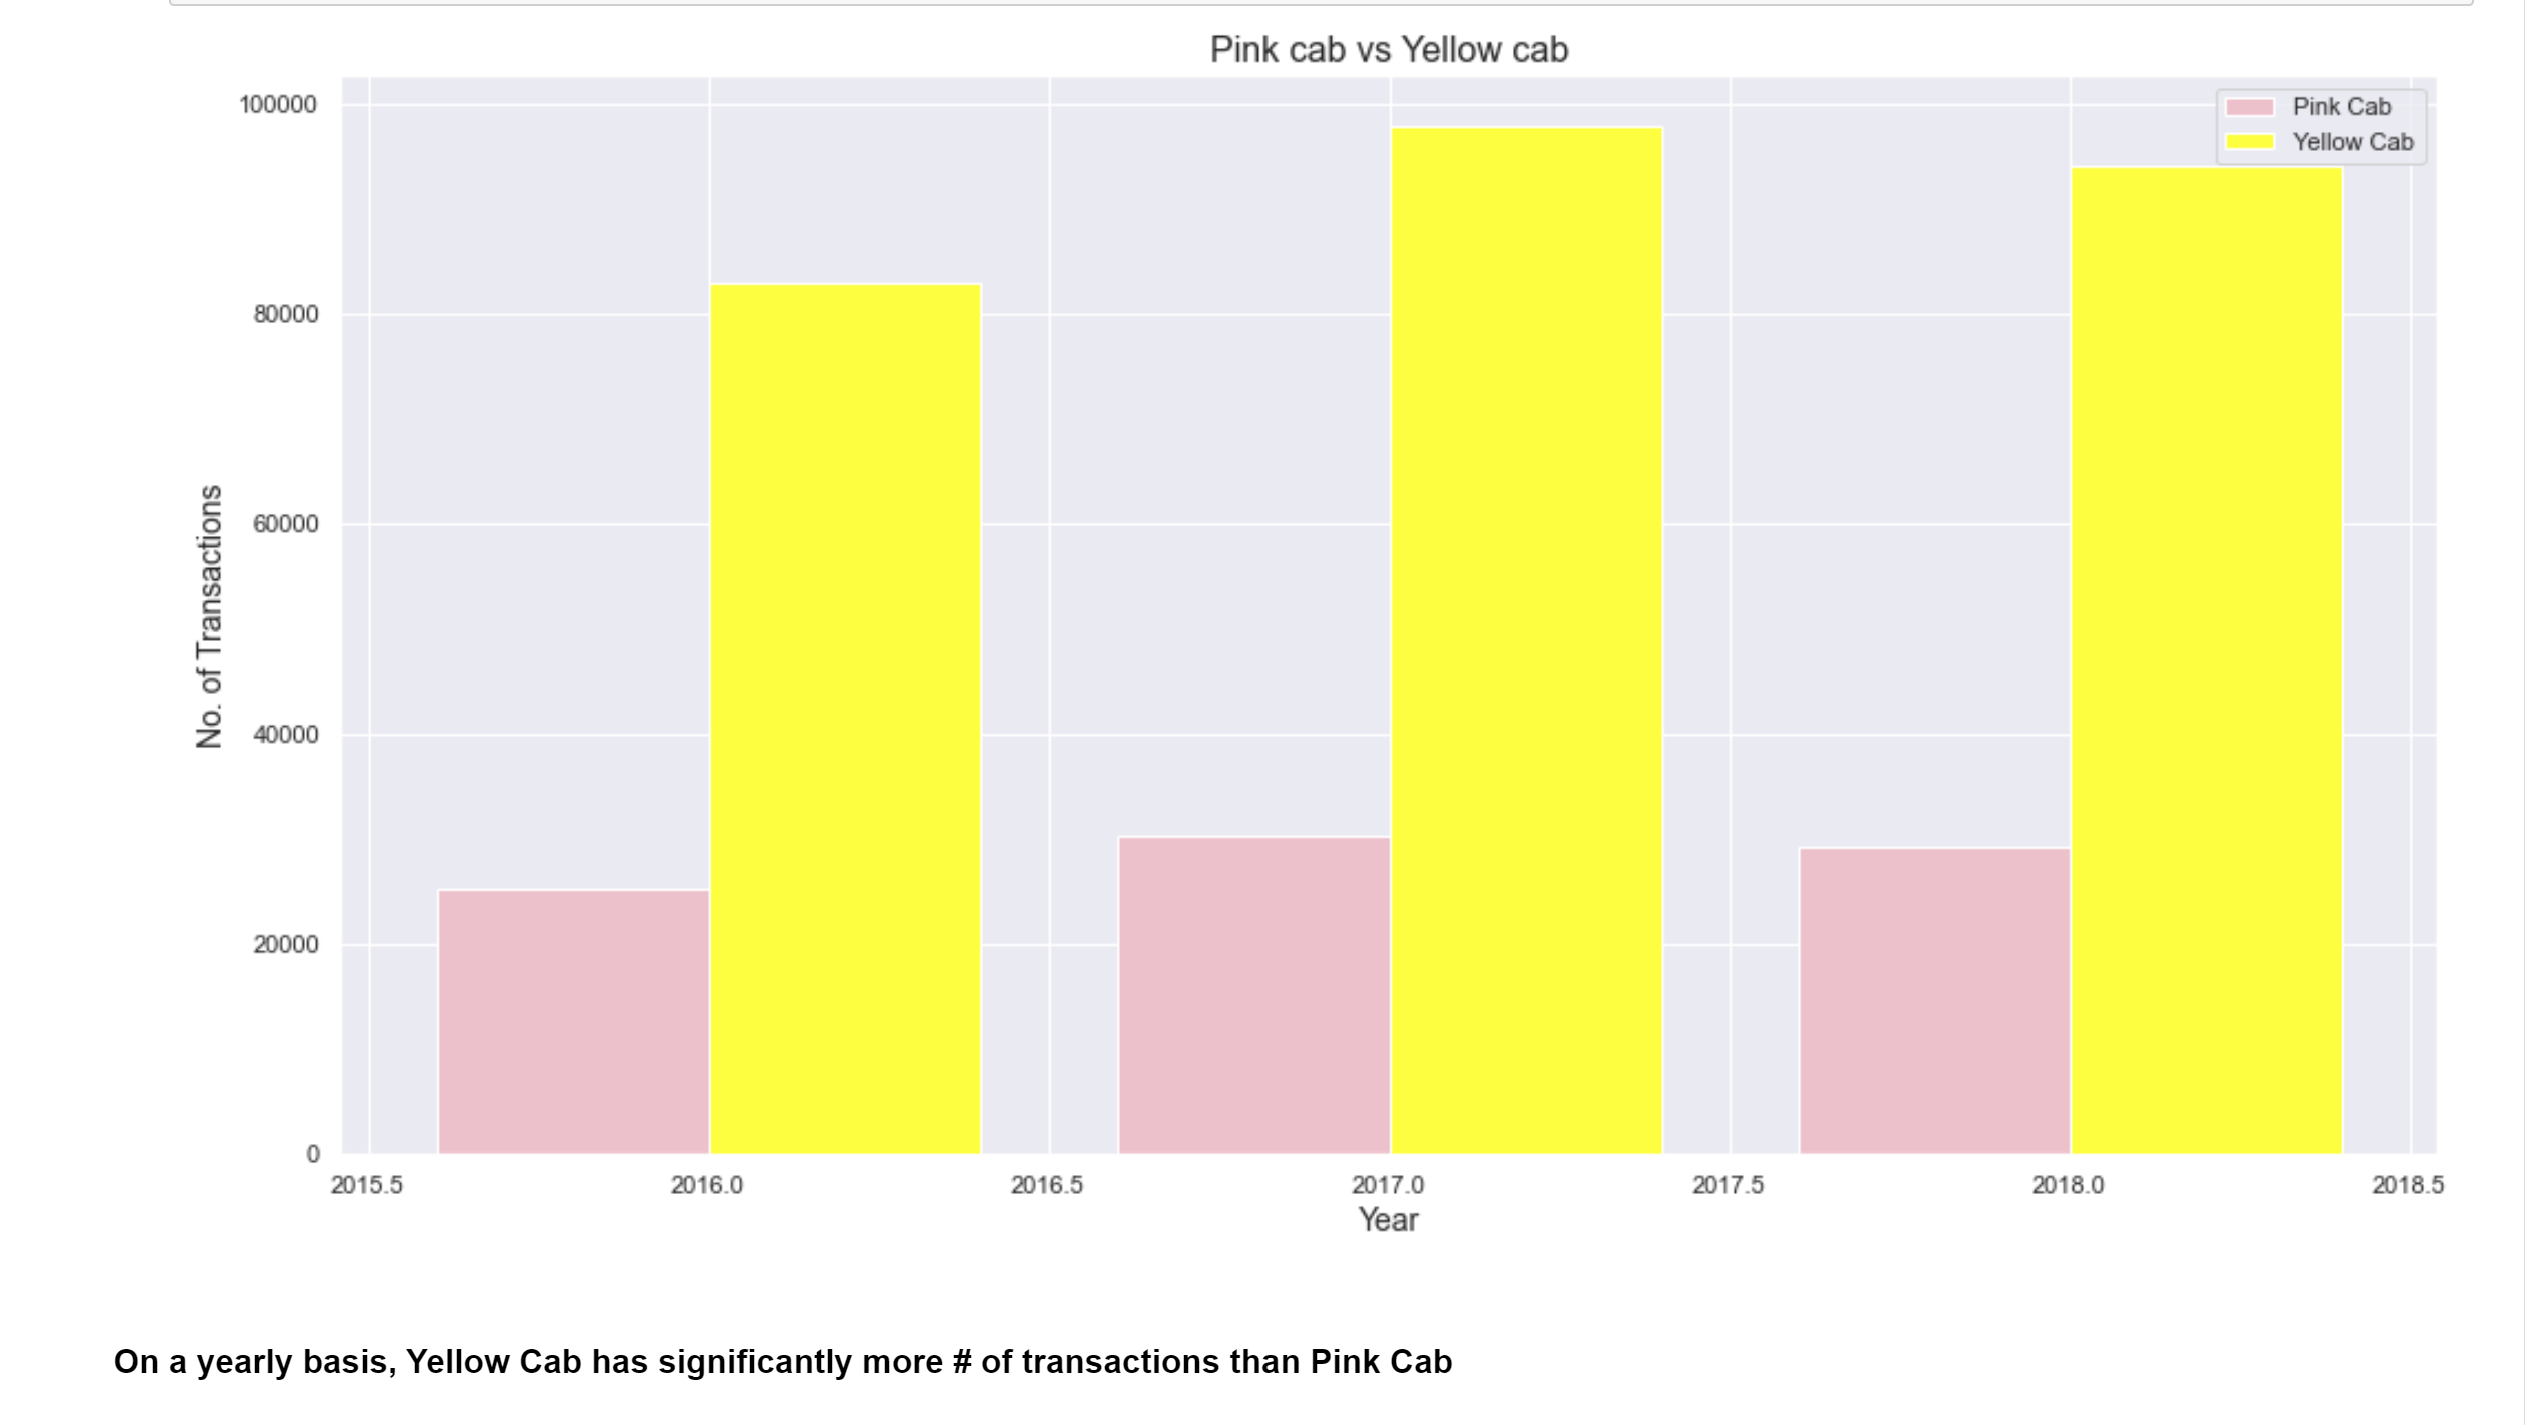 Pink cab vs Yellow cab
100000
Pink Cab
Yellow Cab
80000
60000
40000
20000
0
No. of Transactions
2015.5 2016.0 2016.5 2017.0 2017.5 2018.0 2018.5
Year
On a yearly basis, Yellow Cab has significantly more # of transactions than Pink Cab